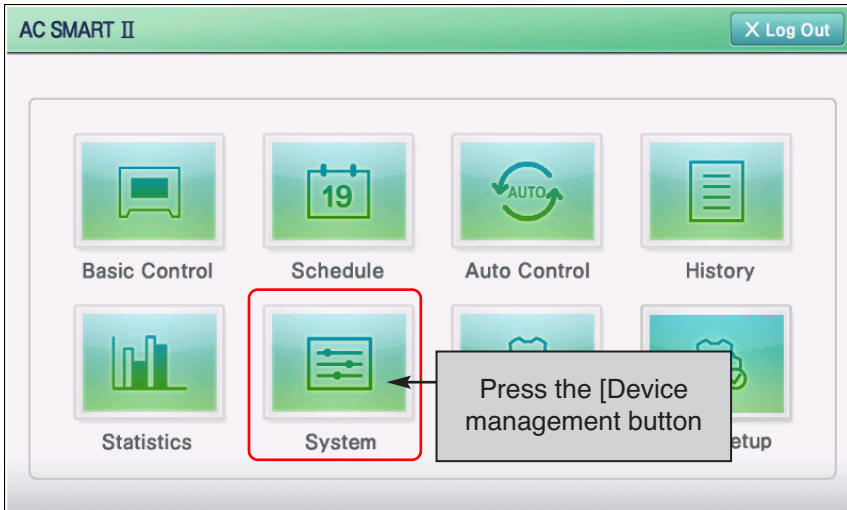 AC SMART II
X Log Out
19
AUTO
Basic Control
Schedule
Auto Control
History
Press the [Device
management button
Statistics
System
etup